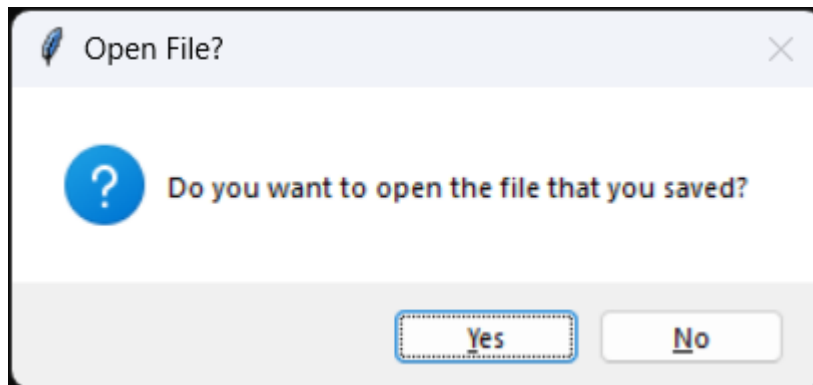 Open File?
Do you want to open the file that you saved?
Yes
No